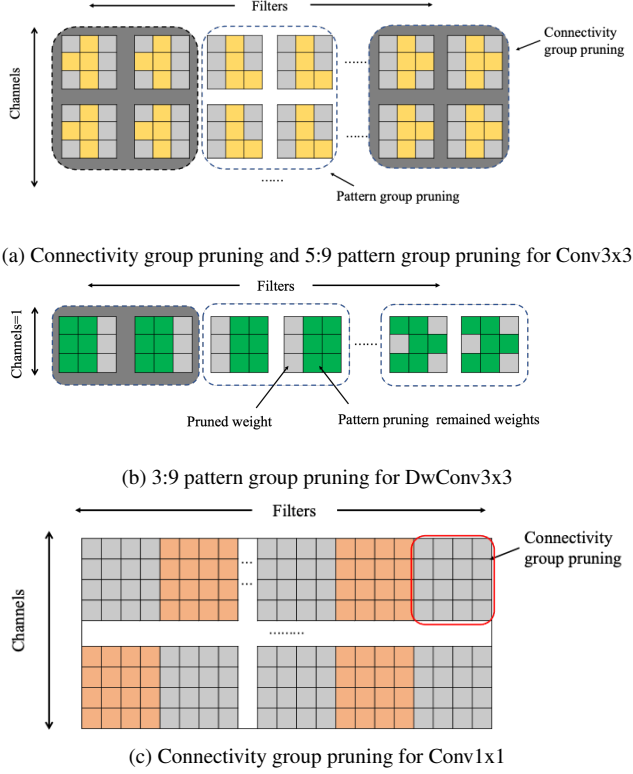 Filters
Channels
Connectivity
group pruning
......
......
......
Pattern group pruning
(a) Connectivity group pruning and 5:9 pattern group pruning for Conv3x3
Filters
Channels=1
......
Pruned weight
Pattern pruning remained weights
(b) 3:9 pattern group pruning for DwConv3x3
Filters
Channels
Connectivity
group pruning
...
...
.........
(c) Connectivity group pruning for Conv1x1